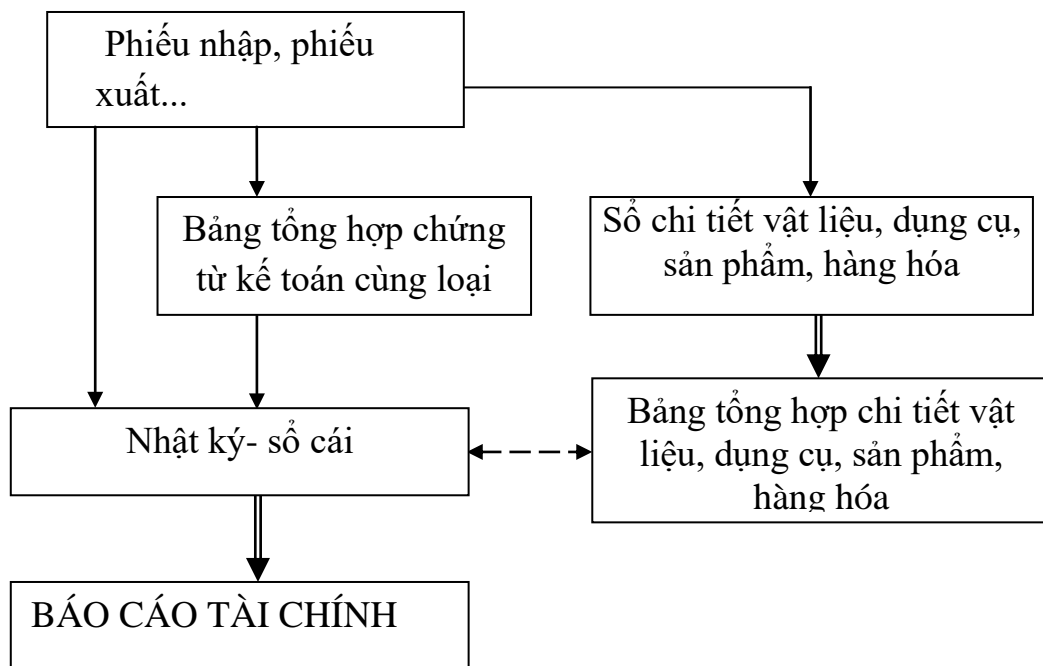 Phiếu nhập, phiếu
xuất...
Bảng tổng hợp chứng
từ kế toán cùng loại
Sổ chi tiết vật liệu, dụng cụ,
sản phẩm, hàng hóa
Nhật ký- sổ cái
Bảng tổng hợp chi tiết vật
liệu, dụng cụ, sản phẩm,
hàng hóa
BÁO CÁO TÀI CHÍNH